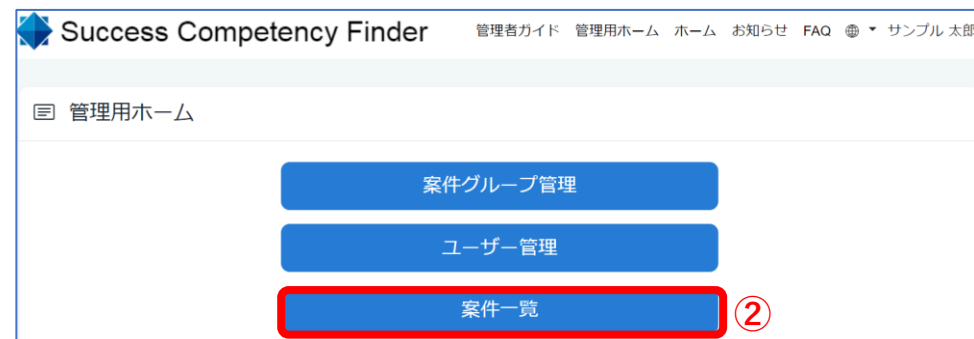 Success Competency Finder 管理者ガイド 管理用ホーム ホーム お知らせ FAQ サンプル 太郎
管理用ホーム
案件グループ管理
ユーザー管理
案件一覧 ②